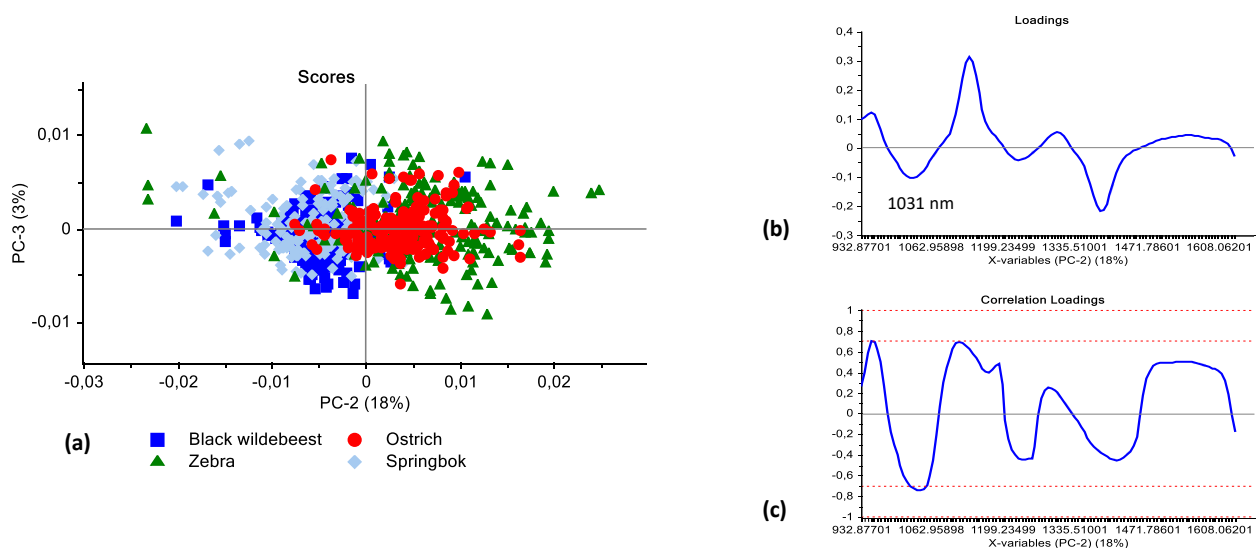 Scores
PC-3 (3%)
0,01
0
-0,01
-0,03
-0,02
-0,01
0
0,01
0,02
PC-2 (18%)
(a)
Black wildebeest
Ostrich
Zebra
Springbok
Loadings
0,4
0,3
0,2
0,1
0
-0,1
-0,2
-0,3
1031 nm
(b)
932.87701 1062.95898 1199.23499 1335.51001 1471.78601 1608.06201
X-variables (PC-2) (18%)
Correlation Loadings
1
0,8
0,6
0,4
0,2
0
-0,2
-0,4
-0,6
-0,8
-1
(c)
932.87701 1062.95898 1199.23499 1335.51001 1471.78601 1608.06201
X-variables (PC-2) (18%)